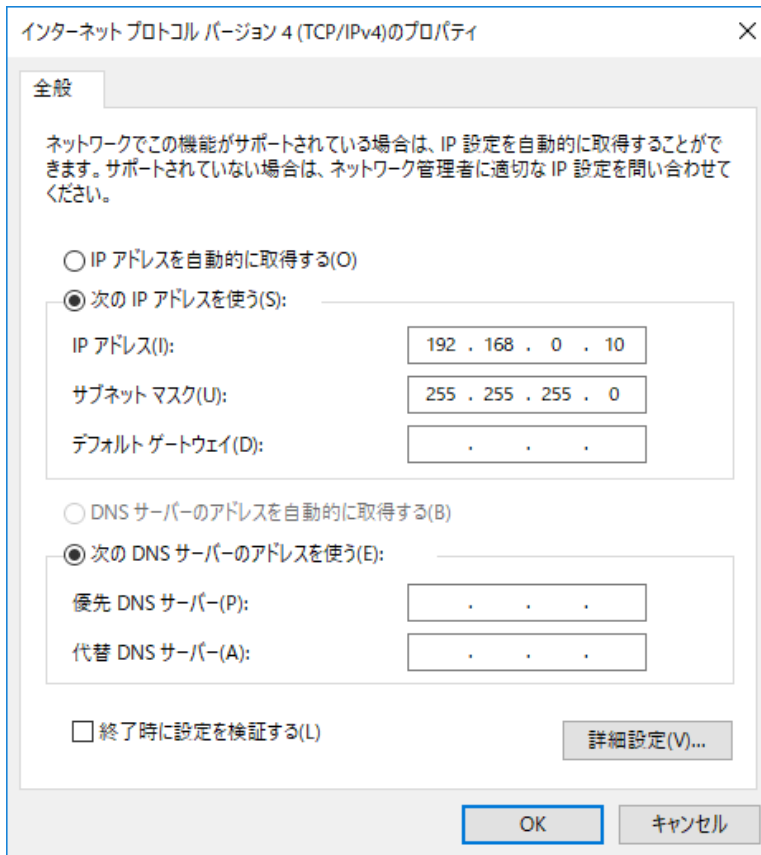 インターネット プロトコル バージョン 4 (TCP/IPv4)のプロパティ
全般
ネットワークでこの機能がサポートされている場合は、IP 設定を自動的に取得することがで
きます。サポートされていない場合は、ネットワーク管理者に適切な IP 設定を問い合わせて
ください。
IP アドレスを自動的に取得する(O)
次の IP アドレスを使う(S):
IP アドレス(I): 192 . 168 . 0 . 10
サブネット マスク(U): 255 . 255 . 255 . 0
デフォルト ゲートウェイ(D): . . .
DNS サーバーのアドレスを自動的に取得する(B)
次の DNS サーバーのアドレスを使う(E):
優先 DNS サーバー(P): . . .
代替 DNS サーバー(A): . . .
終了時に設定を検証する(L)
詳細設定(V)...
OK キャンセル